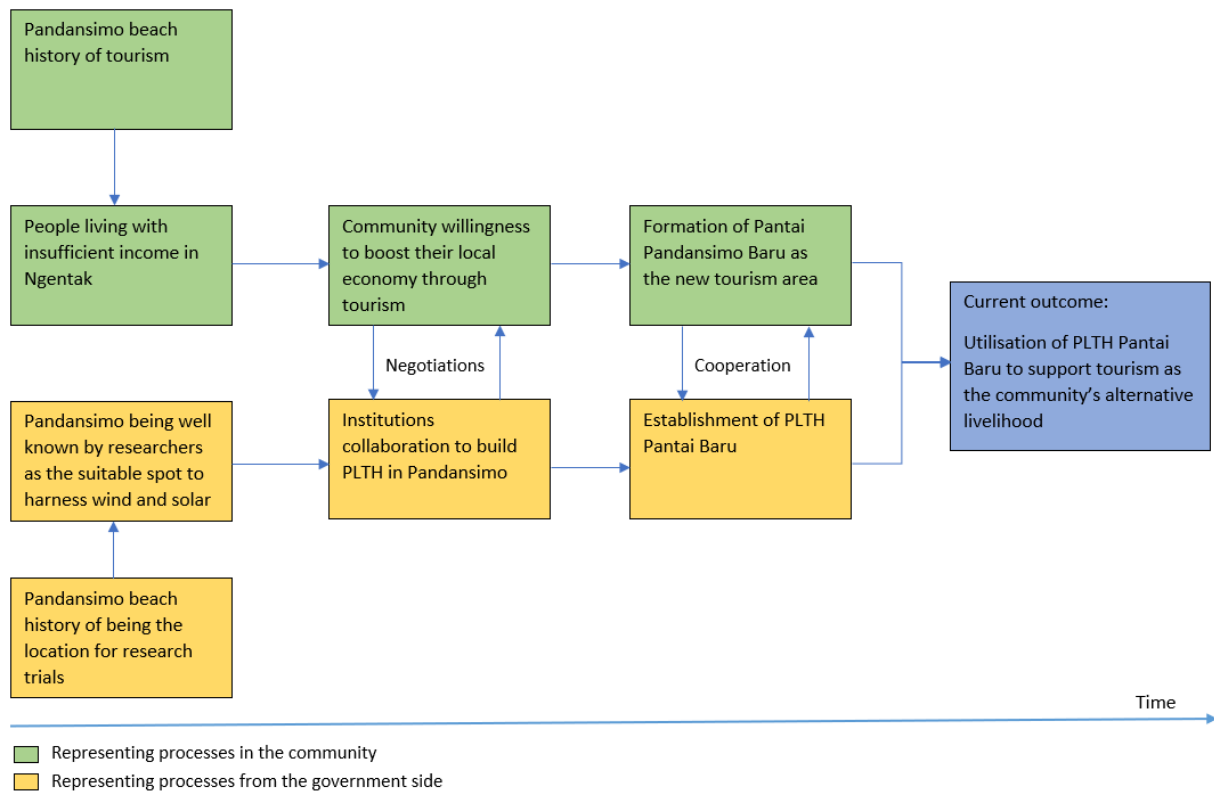 Pandansimo beach
history of tourism
People living with
insufficient income in
Ngentak
Community willingness
to boost their local
economy through
tourism
Formation of Pantai
Pandansimo Baru as
the new tourism area
Current outcome:
Utilisation of PLTH Pantai
Baru to support tourism as
the community’s alternative
livelihood
Negotiations
Cooperation
Pandansimo being well
known by researchers
as the suitable spot to
harness wind and solar
Institutions
collaboration to build
PLTH in Pandansimo
Establishment of PLTH
Pantai Baru
Pandansimo beach
history of being the
location for research
trials
Time
Representing processes in the community
Representing processes from the government side